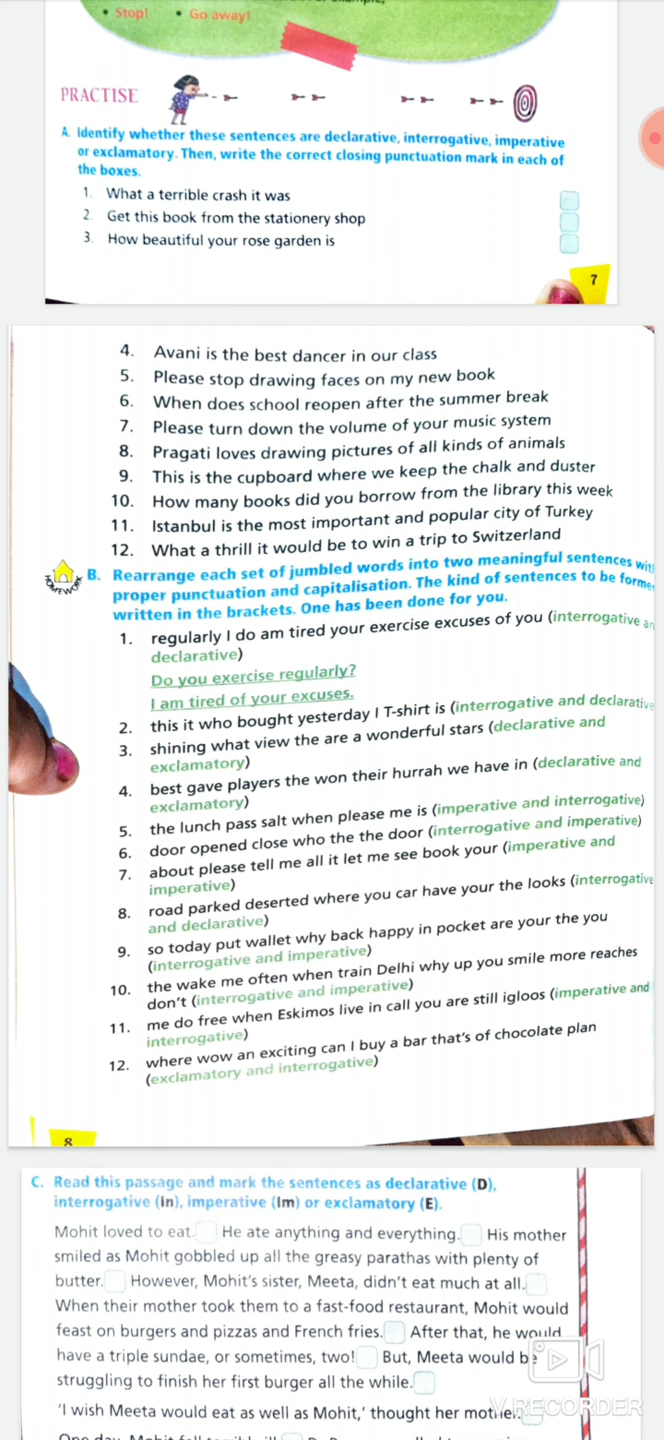 • Stop! • Go away!
PRACTISE
A. Identify whether these sentences are declarative, interrogative, imperative
or exclamatory. Then, write the correct closing punctuation mark in each of
the boxes.
1. What a terrible crash it was
2. Get this book from the stationery shop
3. How beautiful your rose garden is
7
4. Avani is the best dancer in our class
5. Please stop drawing faces on my new book
6. When does school reopen after the summer break
7. Please turn down the volume of your music system
8. Pragati loves drawing pictures of all kinds of animals
9. This is the cupboard where we keep the chalk and duster
10. How many books did you borrow from the library this week
11. Istanbul is the most important and popular city of Turkey
12. What a thrill it would be to win a trip to Switzerland
HOMEWORK
B. Rearrange each set of jumbled words into two meaningful sentences
proper punctuation and capitalisation. The kind of sentences to be
written in the brackets. One has been done for you.
1. regularly I do am tired your exercise excuses of you (interrogative
declarative)
Do you exercise regularly?
I am tired of your excuses.
2. this it who bought yesterday I T-shirt is (interrogative and declarative
3. shining what view the are a wonderful stars (declarative and
exclamatory)
4. best gave players the won their hurrah we have in (declarative and
exclamatory)
5. the lunch pass salt when please me is (imperative and interrogative)
6. door opened close who the the door (interrogative and imperative)
7. about please tell me all it let me see book your (imperative and
imperative)
8. road parked deserted where you car have your the looks (interrogative
and declarative)
9. so today put wallet why back happy in pocket are your the you
(interrogative and imperative)
10. the wake me often when train Delhi why up you smile more reaches
don't (interrogative and imperative)
11. me do free when Eskimos live in call you are still igloos (imperative and
interrogative)
12. where wow an exciting can I buy a bar that's of chocolate plan
(exclamatory and interrogative)
8
C. Read this passage and mark the sentences as declarative (D),
interrogative (In), imperative (Im) or exclamatory (E).
Mohit loved to eat. He ate anything and everything. His mother
smiled as Mohit gobbled up all the greasy parathas with plenty of
butter. However, Mohit's sister, Meeta, didn't eat much at all.
When their mother took them to a fast-food restaurant, Mohit would
feast on burgers and pizzas and French fries. After that, he would
have a triple sundae, or sometimes, two! But, Meeta would be
struggling to finish her first burger all the while.
'I wish Meeta would eat as well as Mohit,' thought her mother.
V RECORDER